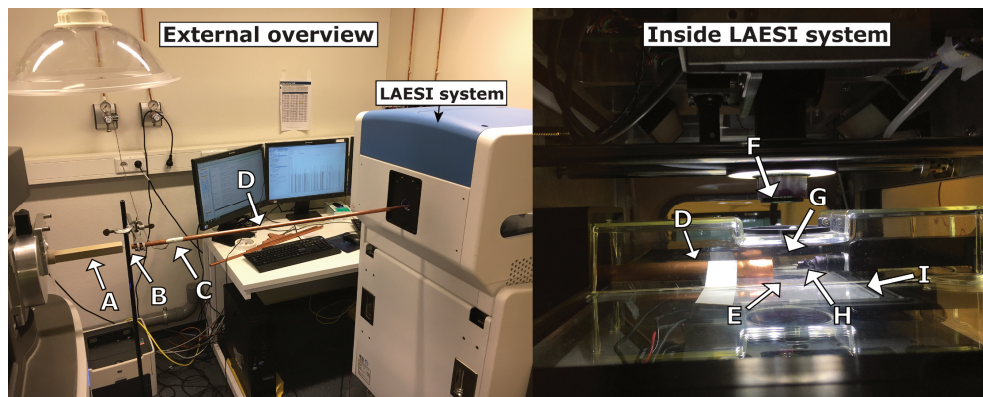 External overview
Inside LAESI system
LAESI system
D
A
B
C
F
G
D
I
E
H